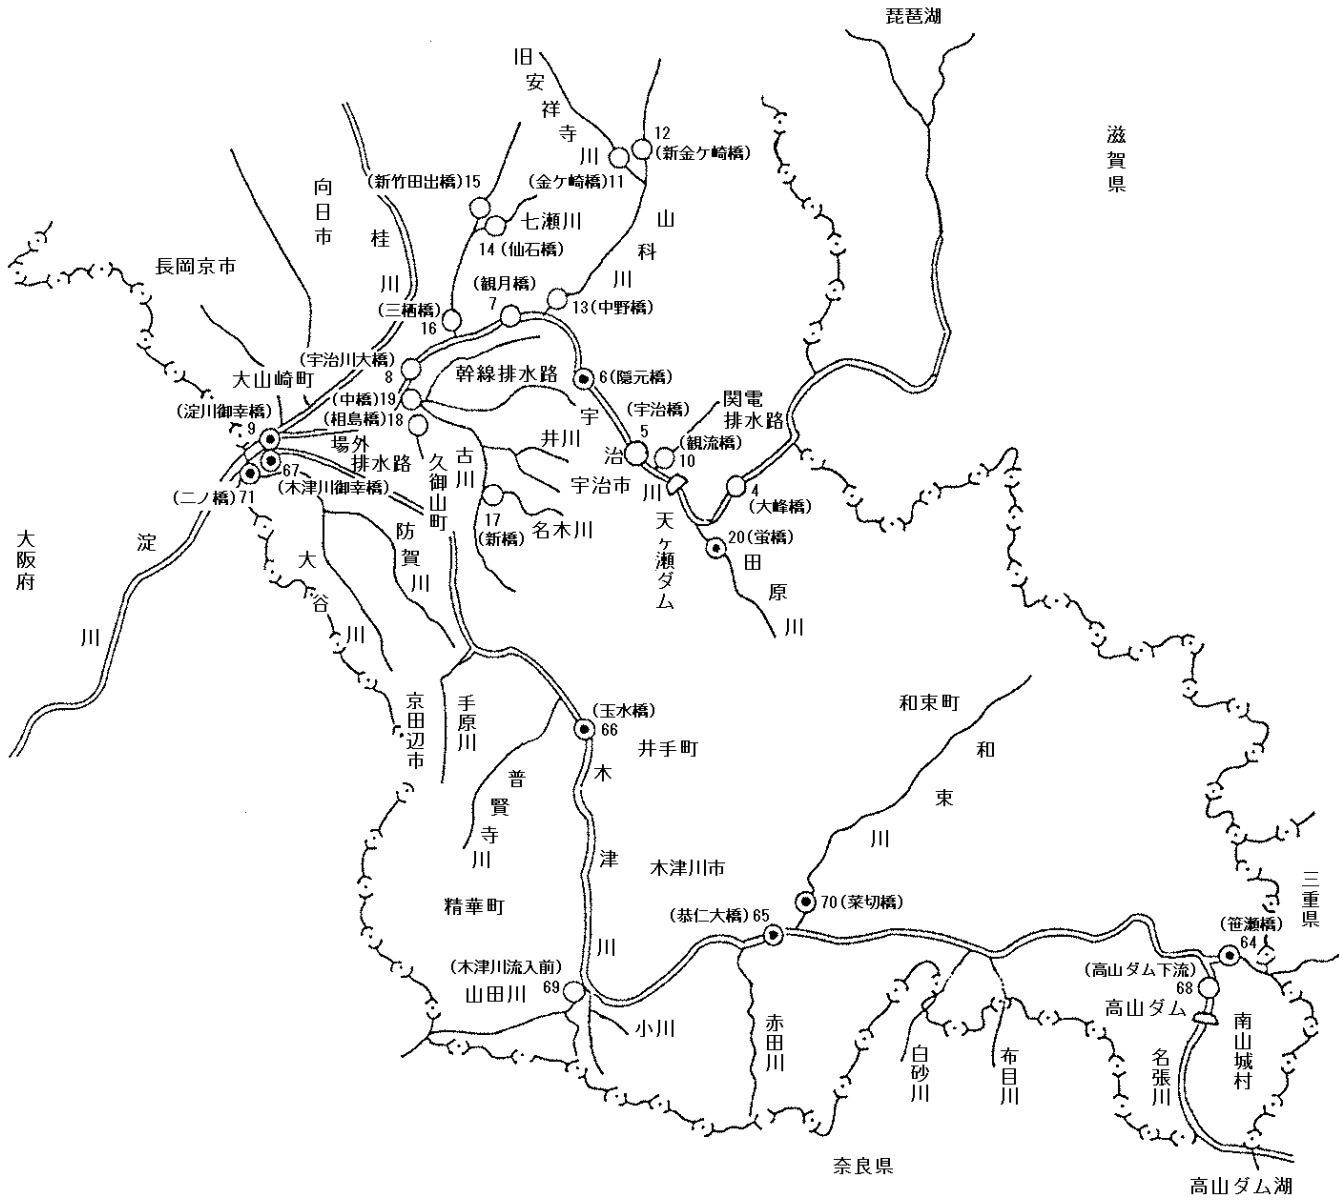 琵琶湖
滋賀県
旧安祥寺川
12
(新金ケ崎橋)
(金ケ崎橋)11
(新竹田出橋)15
向日市
桂川
七瀬川
14(仙石橋)
山科川
長岡京市
(観月橋)
7
13(中野橋)
(三栖橋)
16
(宇治川大橋)
8
幹線排水路
6(隠元橋)
大山崎町
(中橋)19
(淀川御幸橋)
9
(相島橋)18
宇治川
(宇治橋)
5
関電
排水路
(観流橋)
10
場外
排水路
久御山町
古川
井川
宇治市
67
(木津川御幸橋)
(二ノ橋)71
17
(新橋)
名木川
4
(大峰橋)
天ヶ瀬ダム
20(蛍橋)
田原川
大阪府
淀川
大谷川
防賀川
京田辺市
手原川
(玉水橋)
66
井手町
和束町
和束川
普賢寺川
木津川
木津川市
精華町
70(菜切橋)
(恭仁大橋)65
三重県
(笹瀬橋)
64
(木津川流入前)
69
山田川
小川
(高山ダム下流)
68
高山ダム
赤田川
白砂川
布目川
名張川
南山城村
奈良県
高山ダム湖